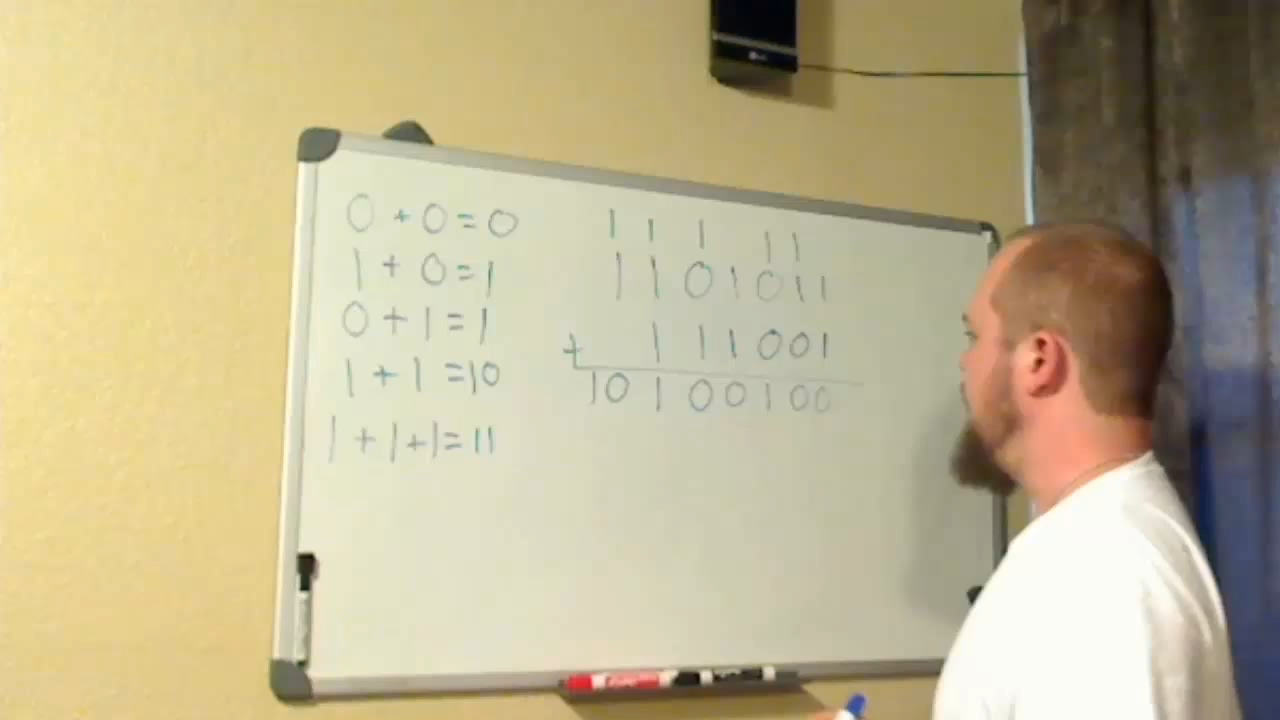 0 + 0 = 0
1 + 0 = 1
0 + 1 = 1
1 + 1 = 10
1 + 1 + 1 = 11
1 1 1 1 1
1 1 0 1 0 1 1
+ 1 1 1 0 0 1
1 0 1 0 0 1 0 0